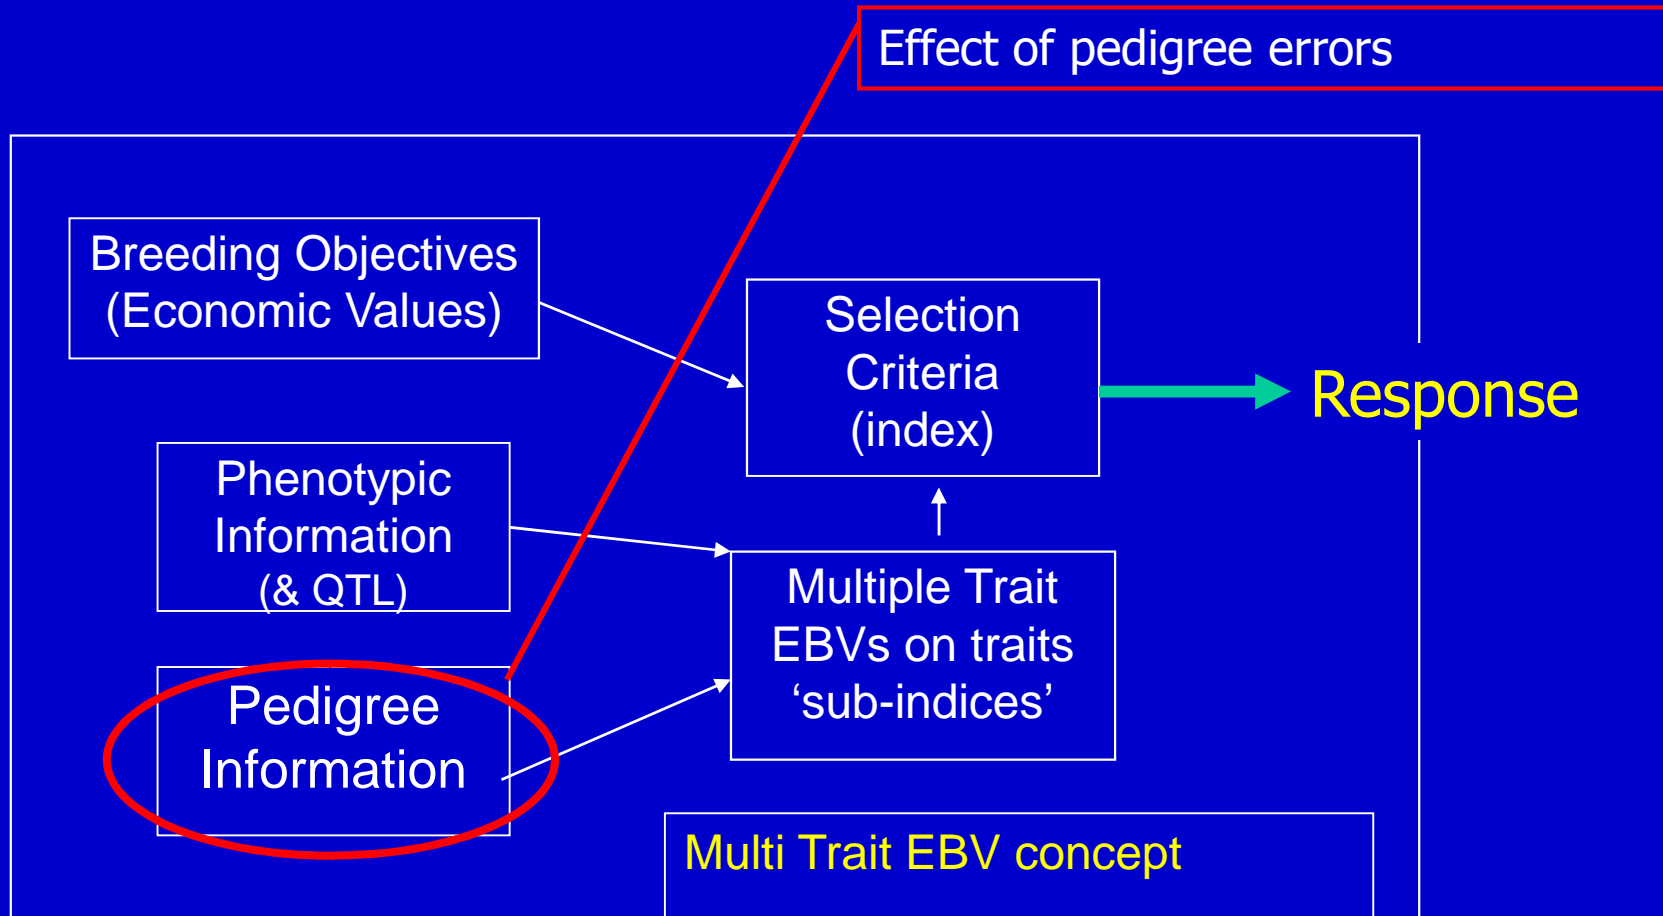 Effect of pedigree errors
Breeding Objectives
(Economic Values)
Selection
Criteria
(index)
Response
Phenotypic
Information
(& QTL)
Multiple Trait
EBVs on traits
‘sub-indices’
Pedigree
Information
Multi Trait EBV concept